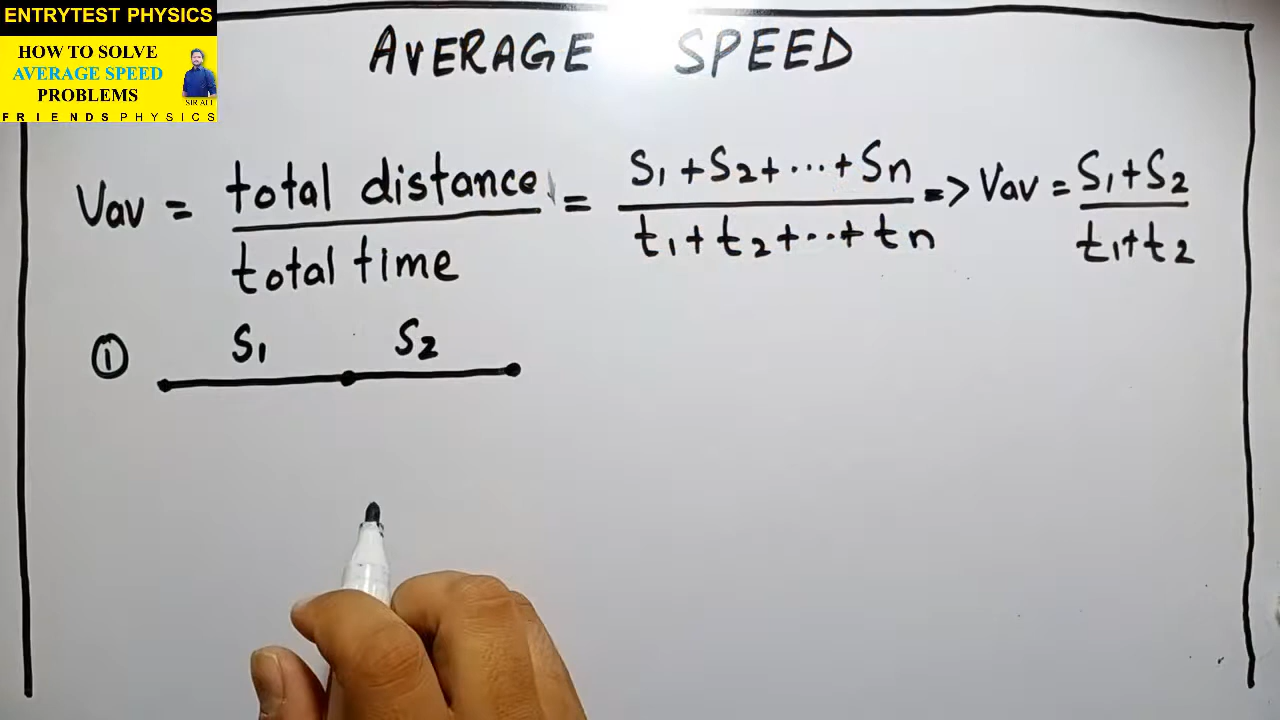 ENTRYTEST PHYSICS
HOW TO SOLVE
AVERAGE SPEED
PROBLEMS
SIR ALI
FRIENDS PHYSICS
AVERAGE SPEED
Vav = total distance / total time = S1 + S2 + ... + Sn / t1 + t2 + ... + tn => Vav = S1 + S2 / t1 + t2
① S1 S2